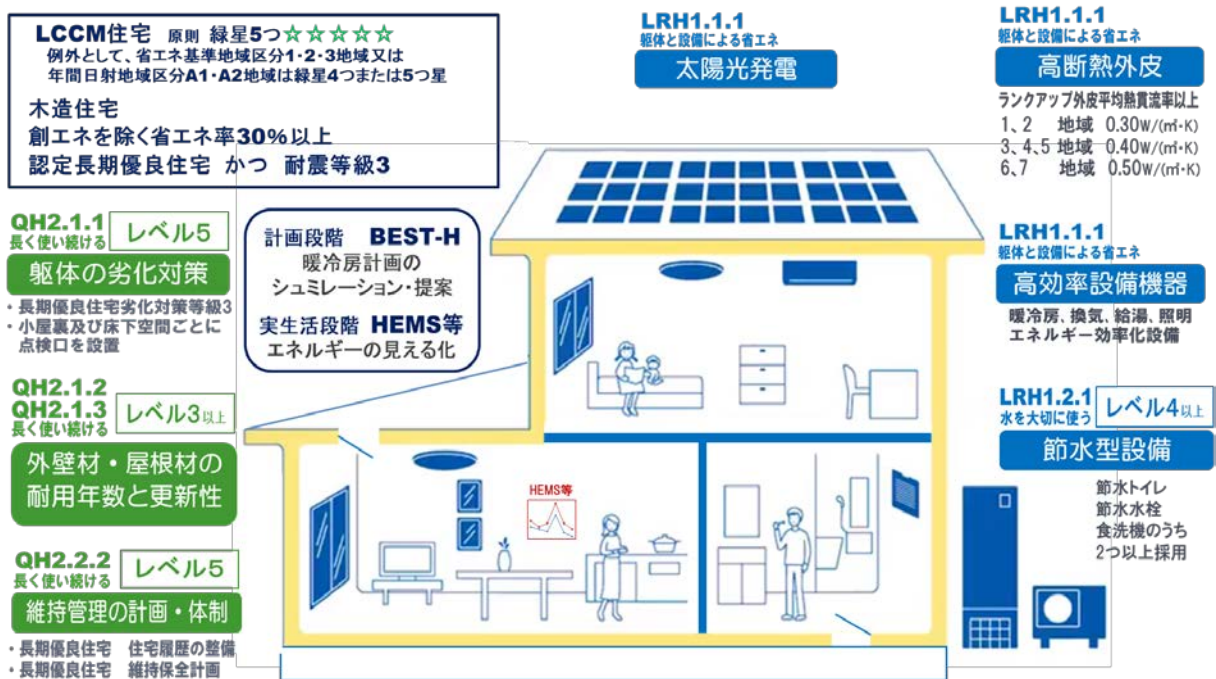 LCCM住宅 原則 緑星5つ☆☆☆☆☆
例外として、省エネ基準地域区分1・2・3地域又は
年間日射地域区分A1・A2地域は緑星4つまたは5つ星
木造住宅
創エネを除く省エネ率30%以上
認定長期優良住宅 かつ 耐震等級3
LRH1.1.1
躯体と設備による省エネ
太陽光発電
LRH1.1.1
躯体と設備による省エネ
高断熱外皮
ランクアップ外皮平均熱貫流率以上
1、2 地域 0.30W/(㎡・K)
3、4、5 地域 0.40W/(㎡・K)
6、7 地域 0.50W/(㎡・K)
QH2.1.1
長く使い続ける
レベル5
躯体の劣化対策
・長期優良住宅劣化対策等級3
・小屋裏及び床下空間ごとに
点検口を設置
計画段階 BEST-H
暖冷房計画の
シュミレーション・提案
実生活段階 HEMS等
エネルギーの見える化
LRH1.1.1
躯体と設備による省エネ
高効率設備機器
暖冷房、換気、給湯、照明
エネルギー効率化設備
QH2.1.2
QH2.1.3
長く使い続ける
レベル3以上
外壁材・屋根材の
耐用年数と更新性
LRH1.2.1
水を大切に使う
レベル4以上
節水型設備
節水トイレ
節水水栓
食洗機のうち
2つ以上採用
HEMS等
QH2.2.2
長く使い続ける
レベル5
維持管理の計画・体制
・長期優良住宅 住宅履歴の整備
・長期優良住宅 維持保全計画